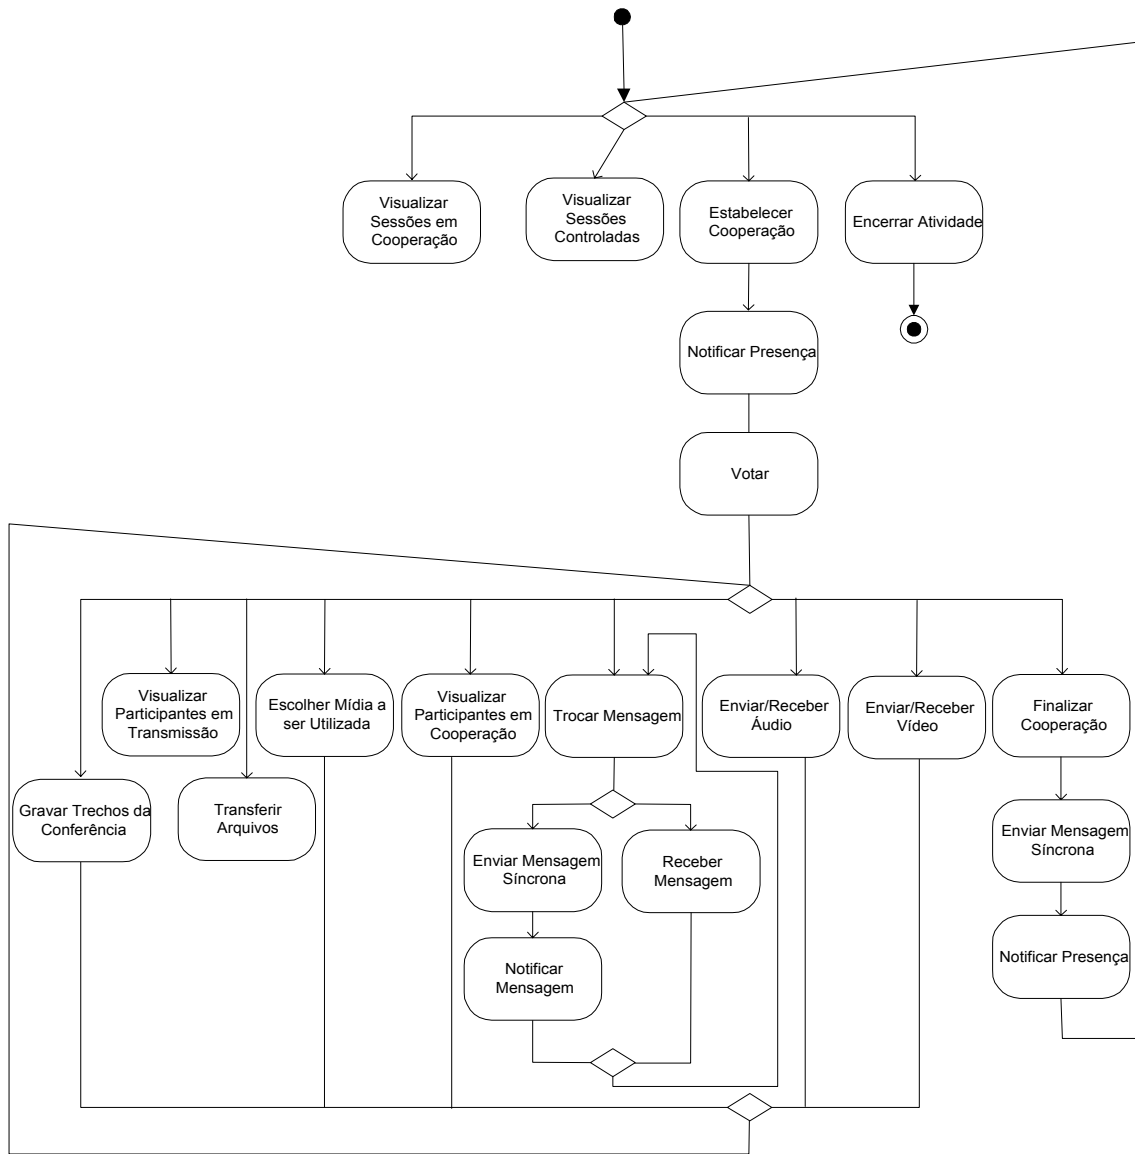 Visualizar
Sessões em
Cooperação
Visualizar
Sessões
Controladas
Estabelecer
Cooperação
Encerrar Atividade
Notificar Presença
Votar
Visualizar
Participantes em
Transmissão
Escolher Mídia a
ser Utilizada
Visualizar
Participantes em
Cooperação
Trocar Mensagem
Enviar/Receber
Áudio
Enviar/Receber
Vídeo
Finalizar
Cooperação
Gravar Trechos da
Conferência
Transferir
Arquivos
Enviar Mensagem
Síncrona
Receber
Mensagem
Enviar Mensagem
Síncrona
Notificar
Mensagem
Notificar Presença